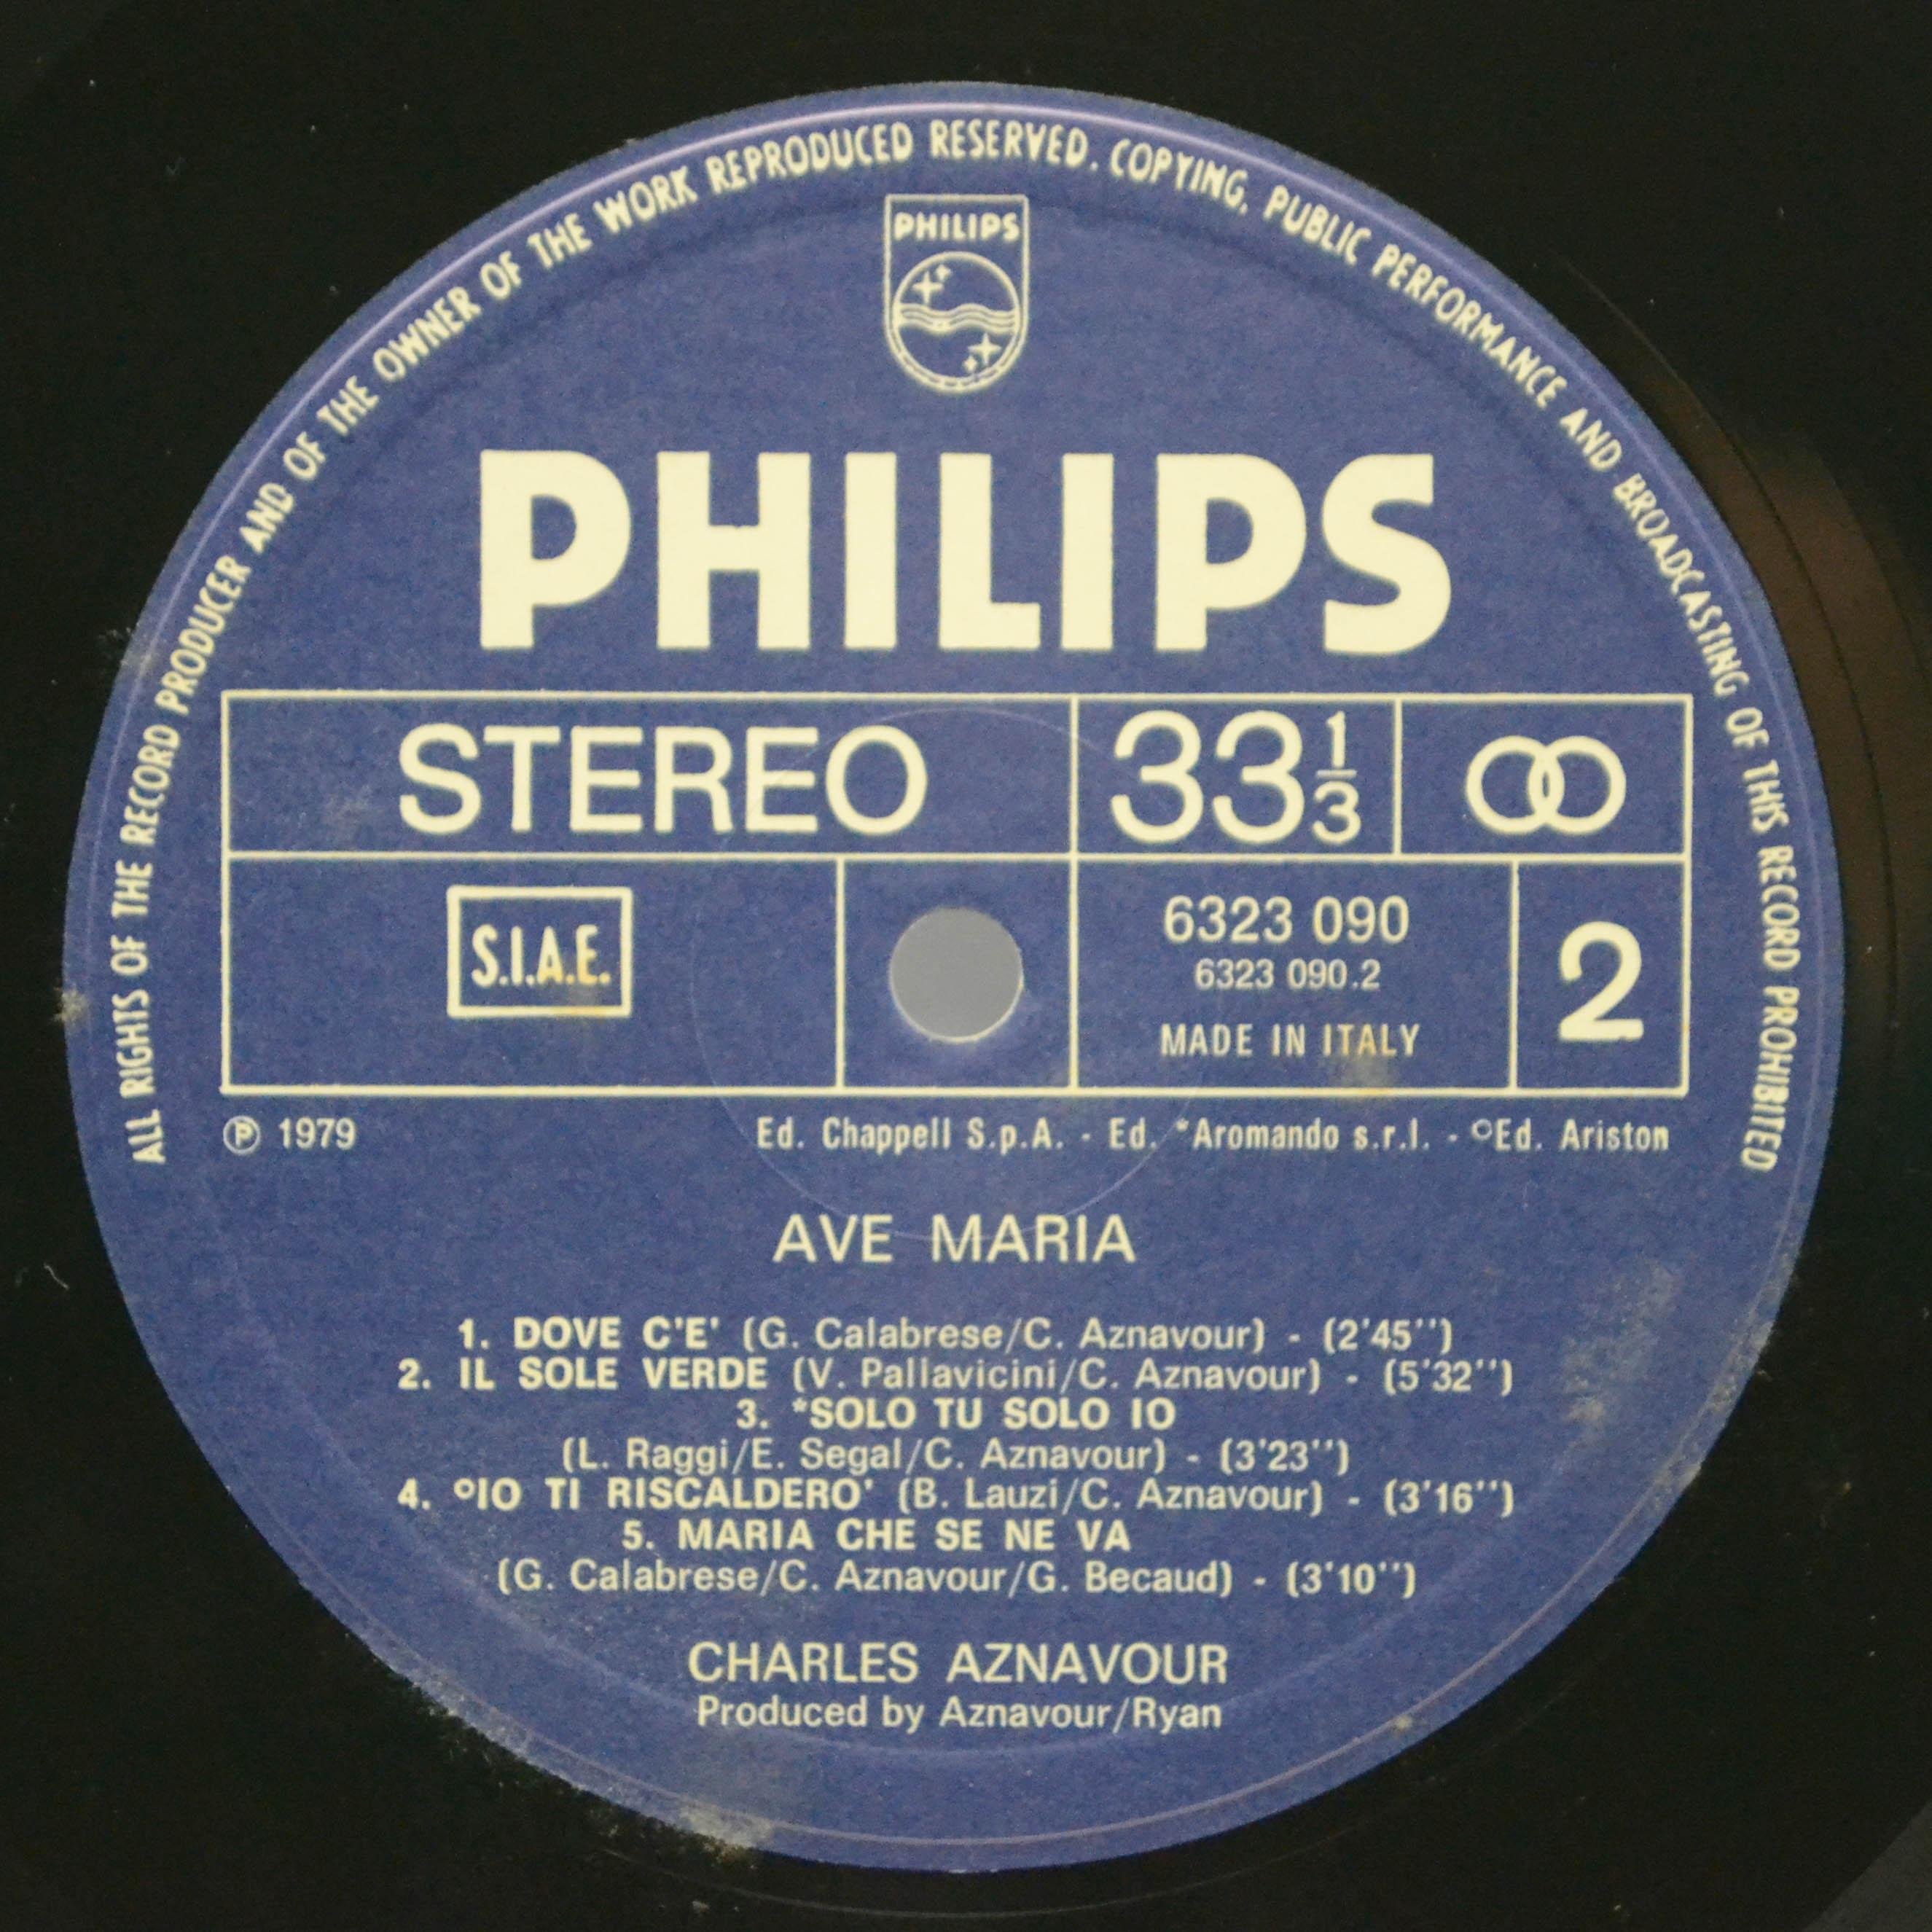 ALL RIGHTS OF THE RECORD PRODUCER AND OF THE OWNER OF THE WORK REPRODUCED RESERVED. COPYING, PUBLIC PERFORMANCE AND BROADCASTING OF THIS RECORD PROHIBITED
PHILIPS
PHILIPS
STEREO
33 1/3
S.I.A.E.
6323 090
6323 090.2
MADE IN ITALY
2
℗ 1979
Ed. Chappell S.p.A. - Ed. *Aromando s.r.l. - °Ed. Ariston
AVE MARIA
1. DOVE C'E' (G. Calabrese/C. Aznavour) - (2'45'')
2. IL SOLE VERDE (V. Pallavicini/C. Aznavour) - (5'32'')
3. *SOLO TU SOLO IO
(L. Raggi/E. Segal/C. Aznavour) - (3'23'')
4. °IO TI RISCALDERO' (B. Lauzi/C. Aznavour) - (3'16'')
5. MARIA CHE SE NE VA
(G. Calabrese/C. Aznavour/G. Becaud) - (3'10'')
CHARLES AZNAVOUR
Produced by Aznavour/Ryan